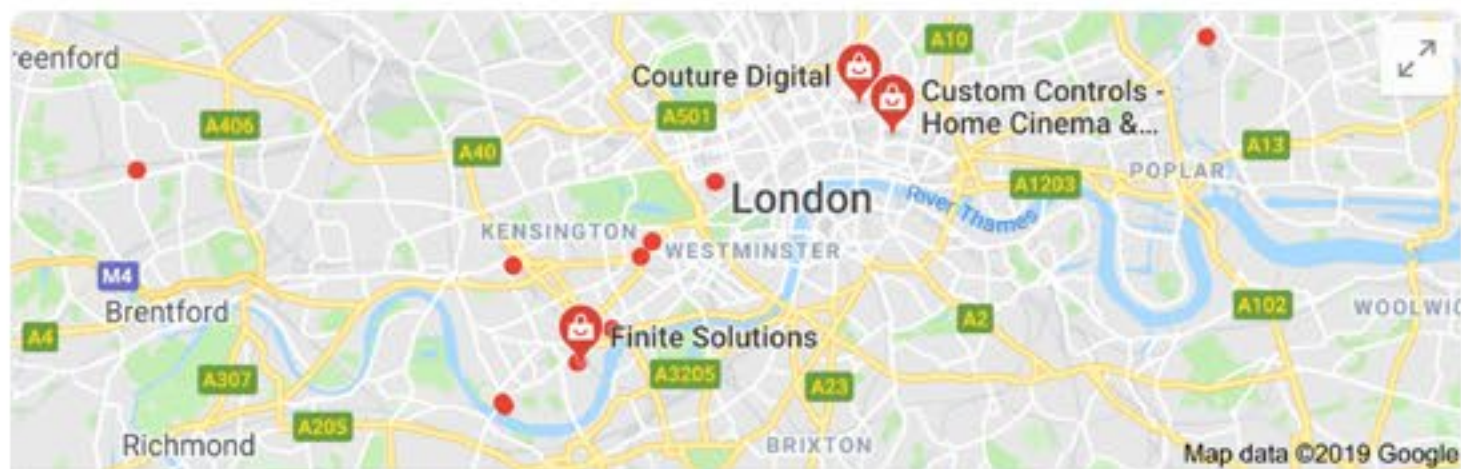 reenford
A10
Couture Digital
Custom Controls -
Home Cinema &...
A501
A406
A40
A13
POPLAR
A1203
London
River Thames
KENSINGTON
WESTMINSTER
M4
Brentford
A102
WOOLWIC
A4
A2
Finite Solutions
A307
A3205
A23
A205
Richmond
BRIXTON
Map data ©2019 Google